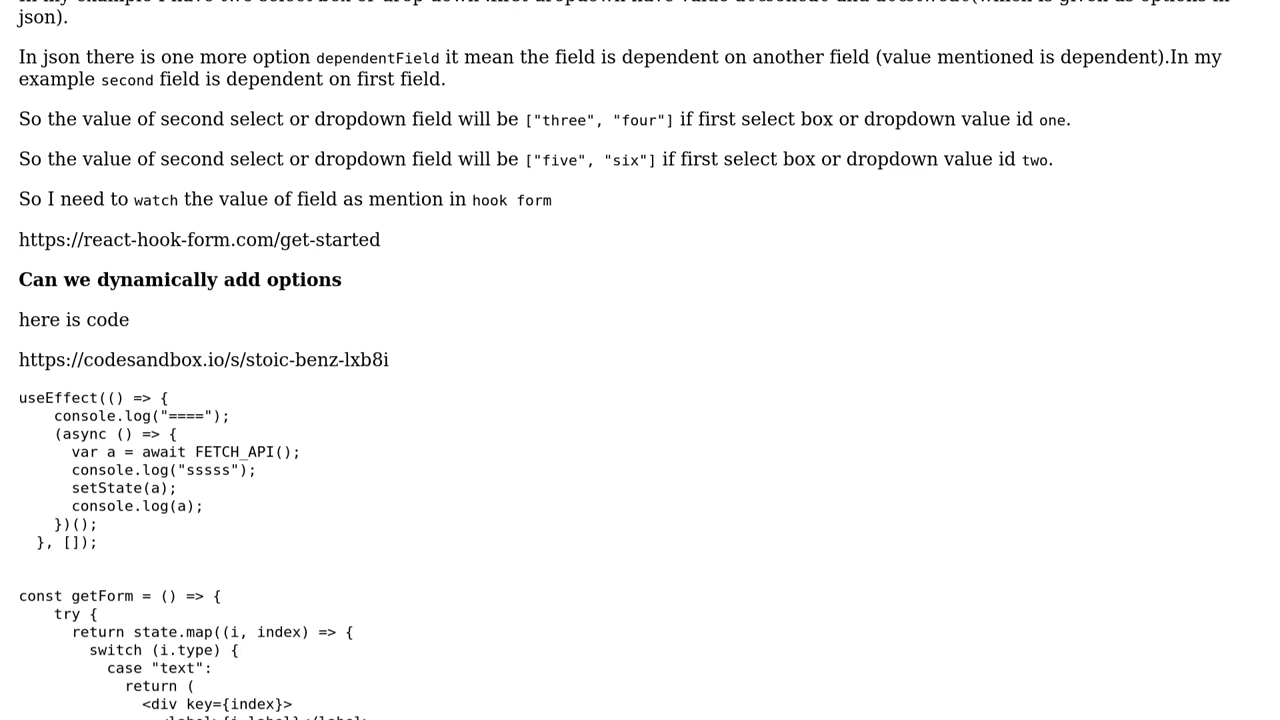 json).
In json there is one more option dependentField it mean the field is dependent on another field (value mentioned is dependent).In my
example second field is dependent on first field.
So the value of second select or dropdown field will be ["three", "four"] if first select box or dropdown value id one.
So the value of second select or dropdown field will be ["five", "six"] if first select box or dropdown value id two.
So I need to watch the value of field as mention in hook form
https://react-hook-form.com/get-started
Can we dynamically add options
here is code
https://codesandbox.io/s/stoic-benz-lxb8i
useEffect(() => {
    console.log("====");
    (async () => {
      var a = await FETCH_API();
      console.log("sssss");
      setState(a);
      console.log(a);
    })();
  }, []);
const getForm = () => {
    try {
      return state.map((i, index) => {
        switch (i.type) {
          case "text":
            return (
              <div key={index}>